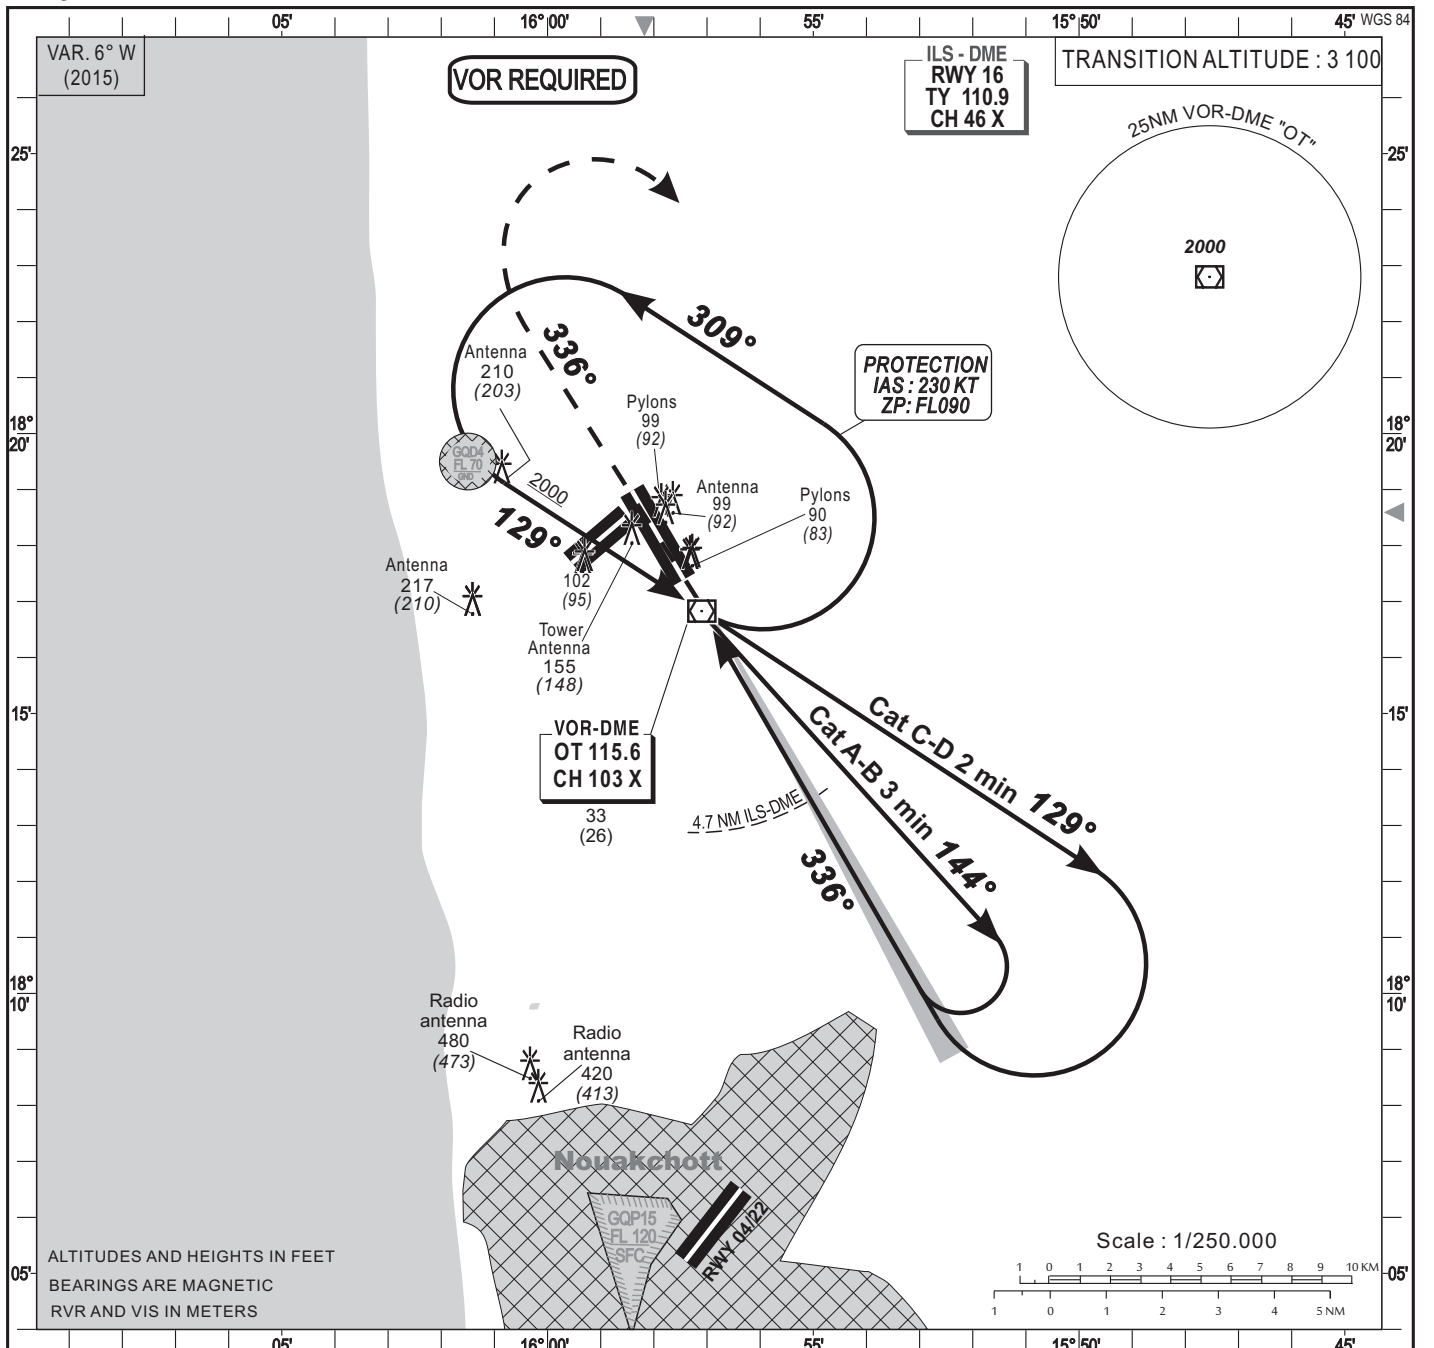 05'
16° 00'
55'
15° 50'
45'
WGS 84
VAR. 6° W
(2015)
VOR REQUIRED
ILS - DME
RWY 16
TY 110.9
CH 46 X
TRANSITION ALTITUDE : 3 100
25NM VOR-DME "OT"
2000
25'
25'
309°
336°
Antenna
210
(203)
PROTECTION
IAS : 230 KT
ZP: FL090
Pylons
99
(92)
18°
20'
18°
20'
GQD4
FL 70
GND
2000
Antenna
99
(92)
Pylons
90
(83)
129°
Antenna
217
(210)
102
(95)
Tower
Antenna
155
(148)
15'
15'
VOR-DME
OT 115.6
CH 103 X
33
(26)
Cat C-D 2 min 129°
Cat A-B 3 min 144°
4.7 NM ILS-DME
336°
18°
10'
18°
10'
Radio
antenna
480
(473)
Radio
antenna
420
(413)
Nouakchott
GQP15
FL 120
SFC
RWY 04/22
ALTITUDES AND HEIGHTS IN FEET
BEARINGS ARE MAGNETIC
RVR AND VIS IN METERS
Scale : 1/250.000
1 0 1 2 3 4 5 6 7 8 9 10 KM
1 0 1 2 3 4 5 NM
05'
05'
05'
16° 00'
55'
15° 50'
45'